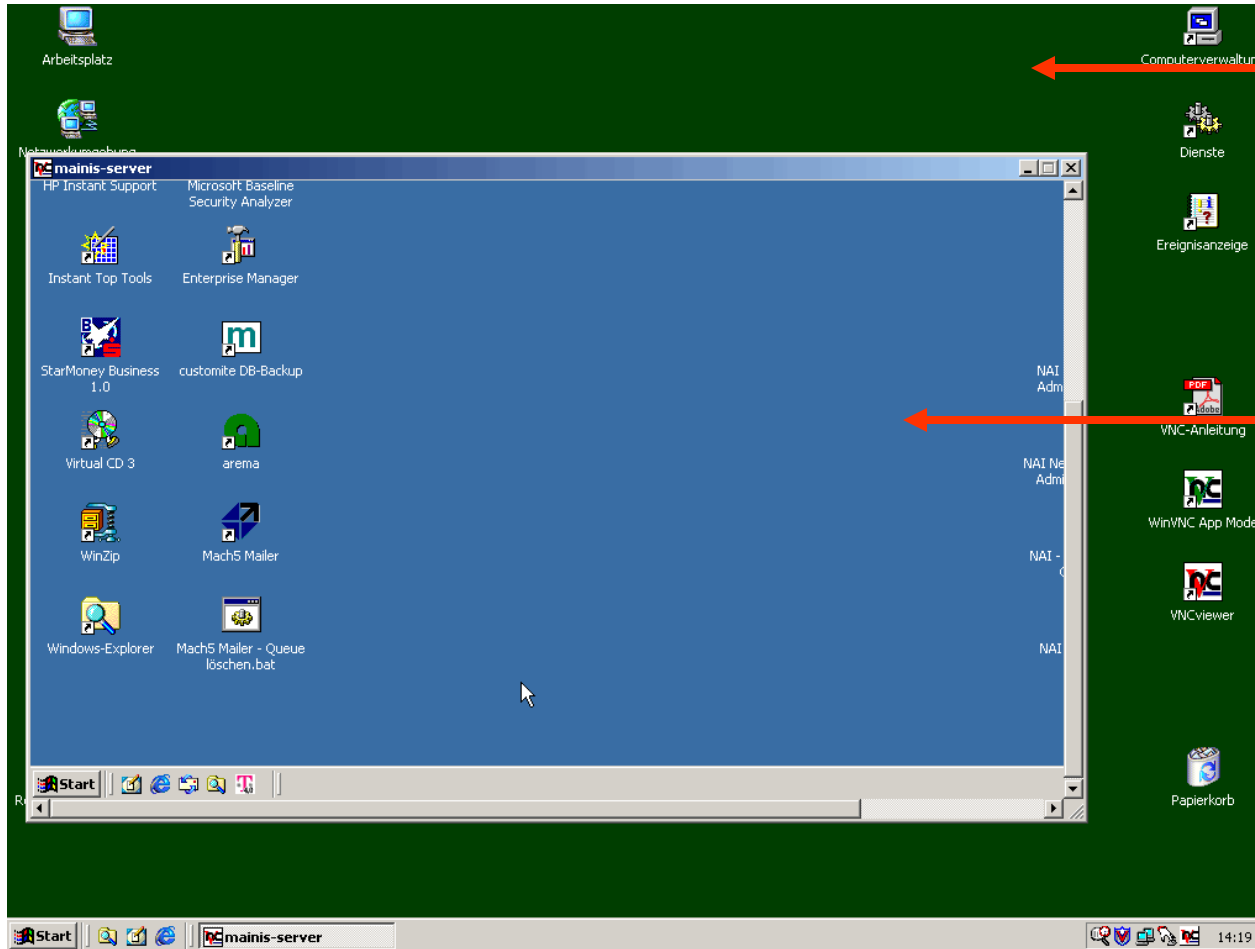 Arbeitsplatz
Computerverwaltun
Netzwerkumgebung
Dienste
mainis-server
HP Instant Support
Microsoft Baseline
Security Analyzer
Ereignisanzeige
Instant Top Tools
Enterprise Manager
StarMoney Business
1.0
customite DB-Backup
NAI
Adm
PDF
Adobe
VNC-Anleitung
Virtual CD 3
arema
NAI Ne
Admi
WinVNC App Mode
WinZip
Mach5 Mailer
NAI -
VNCviewer
Windows-Explorer
Mach5 Mailer - Queue
löschen.bat
NAI
Start
Papierkorb
Start
mainis-server
14:19